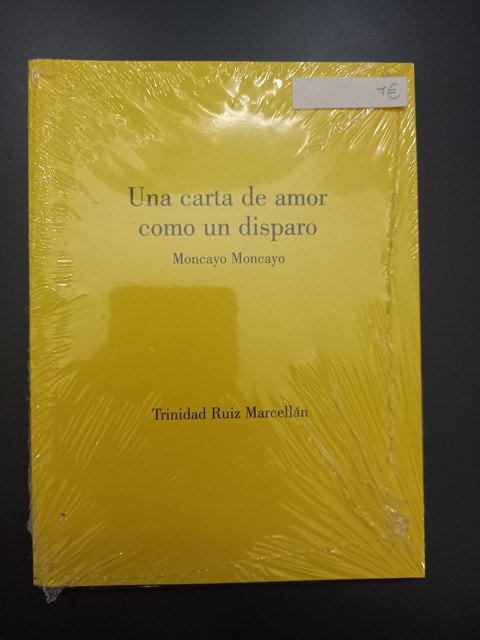 7€
Una carta de amor
como un disparo
Moncayo Moncayo
Trinidad Ruiz Marcellán